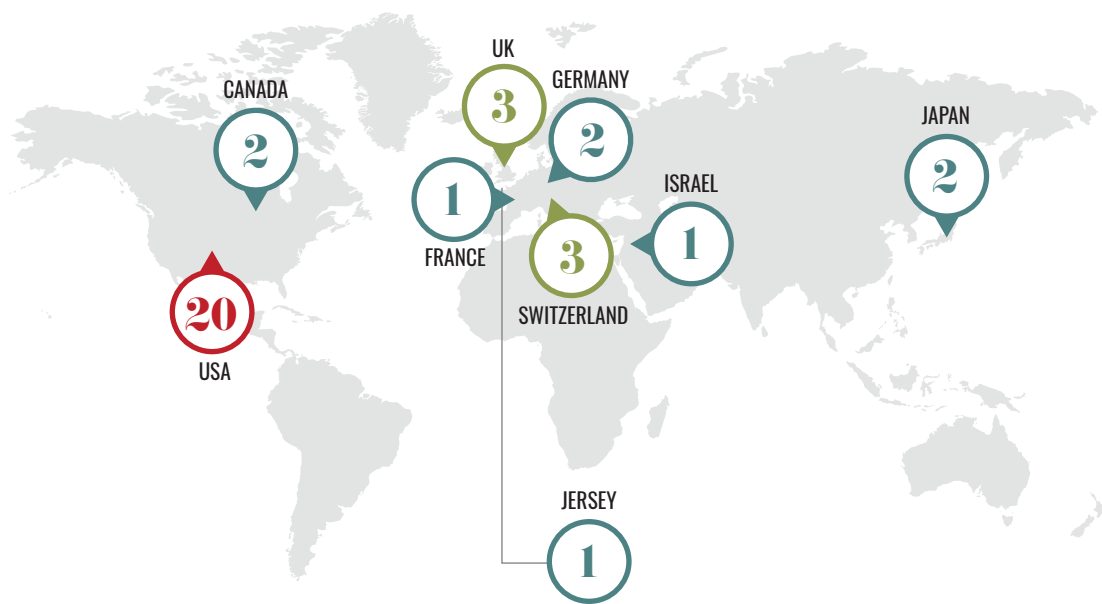 UK
3
GERMANY
2
CANADA
2
JAPAN
2
1
FRANCE
ISRAEL
1
3
SWITZERLAND
20
USA
JERSEY
1